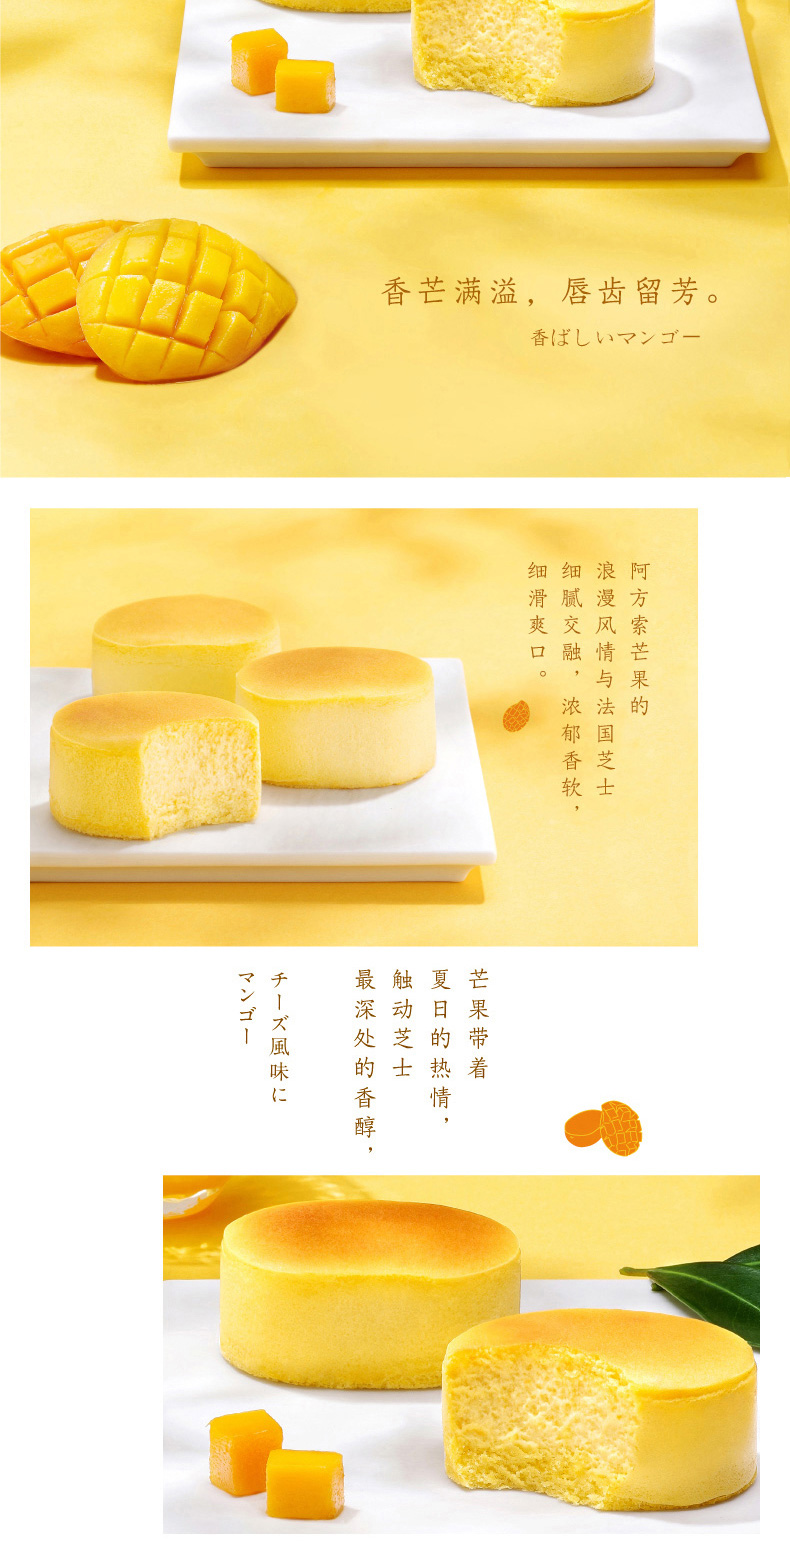 香芒满溢，唇齿留芳。
香ばしいマンゴー
阿方索芒果的
浪漫风情与法国芝士
细腻交融，浓郁香软，
细滑爽口。
芒果带着
夏日的热情，
触动芝士
最深处的香醇，
チーズ風味に
マンゴー